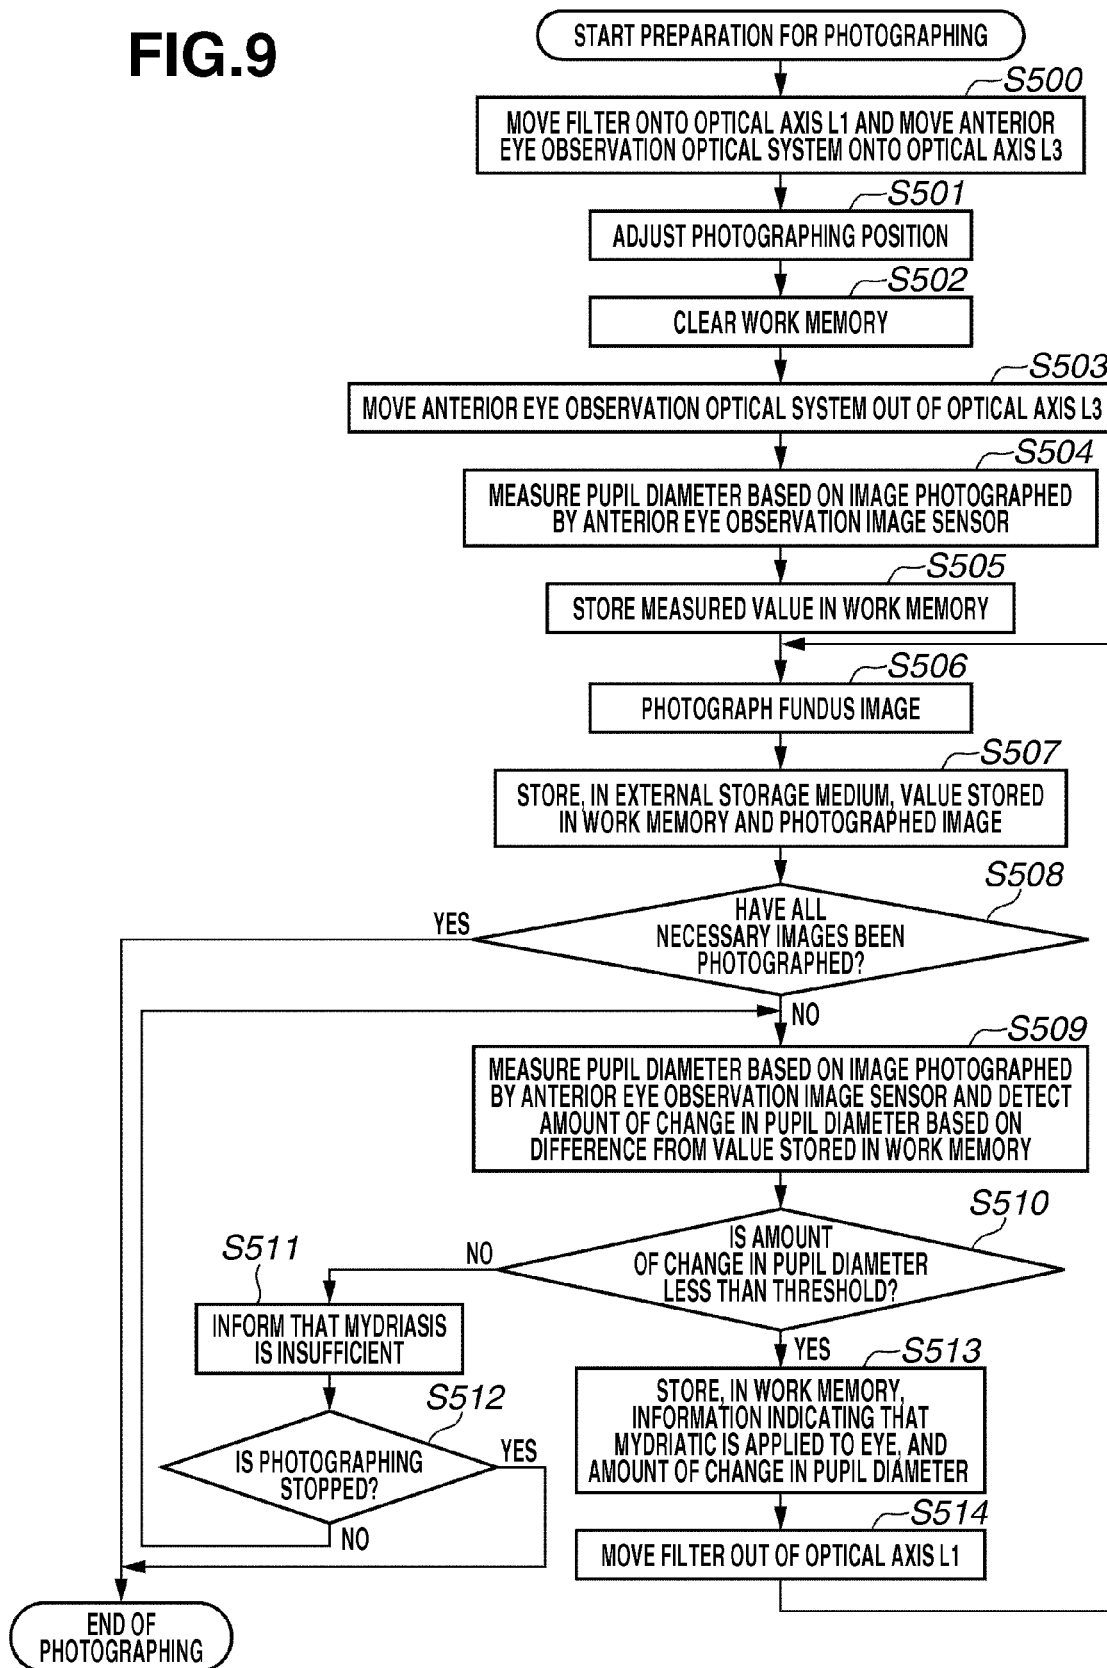 FIG.9
START PREPARATION FOR PHOTOGRAPHING
S500
MOVE FILTER ONTO OPTICAL AXIS L1 AND MOVE ANTERIOR
EYE OBSERVATION OPTICAL SYSTEM ONTO OPTICAL AXIS L3
S501
ADJUST PHOTOGRAPHING POSITION
S502
CLEAR WORK MEMORY
S503
MOVE ANTERIOR EYE OBSERVATION OPTICAL SYSTEM OUT OF OPTICAL AXIS L3
S504
MEASURE PUPIL DIAMETER BASED ON IMAGE PHOTOGRAPHED
BY ANTERIOR EYE OBSERVATION IMAGE SENSOR
S505
STORE MEASURED VALUE IN WORK MEMORY
S506
PHOTOGRAPH FUNDUS IMAGE
S507
STORE, IN EXTERNAL STORAGE MEDIUM, VALUE STORED
IN WORK MEMORY AND PHOTOGRAPHED IMAGE
S508
HAVE ALL
NECESSARY IMAGES BEEN
PHOTOGRAPHED?
YES
NO
S509
MEASURE PUPIL DIAMETER BASED ON IMAGE PHOTOGRAPHED
BY ANTERIOR EYE OBSERVATION IMAGE SENSOR AND DETECT
AMOUNT OF CHANGE IN PUPIL DIAMETER BASED ON
DIFFERENCE FROM VALUE STORED IN WORK MEMORY
S510
IS AMOUNT
OF CHANGE IN PUPIL DIAMETER
LESS THAN THRESHOLD?
NO
YES
S511
INFORM THAT MYDRIASIS
IS INSUFFICIENT
S512
IS PHOTOGRAPHING
STOPPED?
YES
NO
S513
STORE, IN WORK MEMORY,
INFORMATION INDICATING THAT
MYDRIATIC IS APPLIED TO EYE, AND
AMOUNT OF CHANGE IN PUPIL DIAMETER
S514
MOVE FILTER OUT OF OPTICAL AXIS L1
END OF
PHOTOGRAPHING